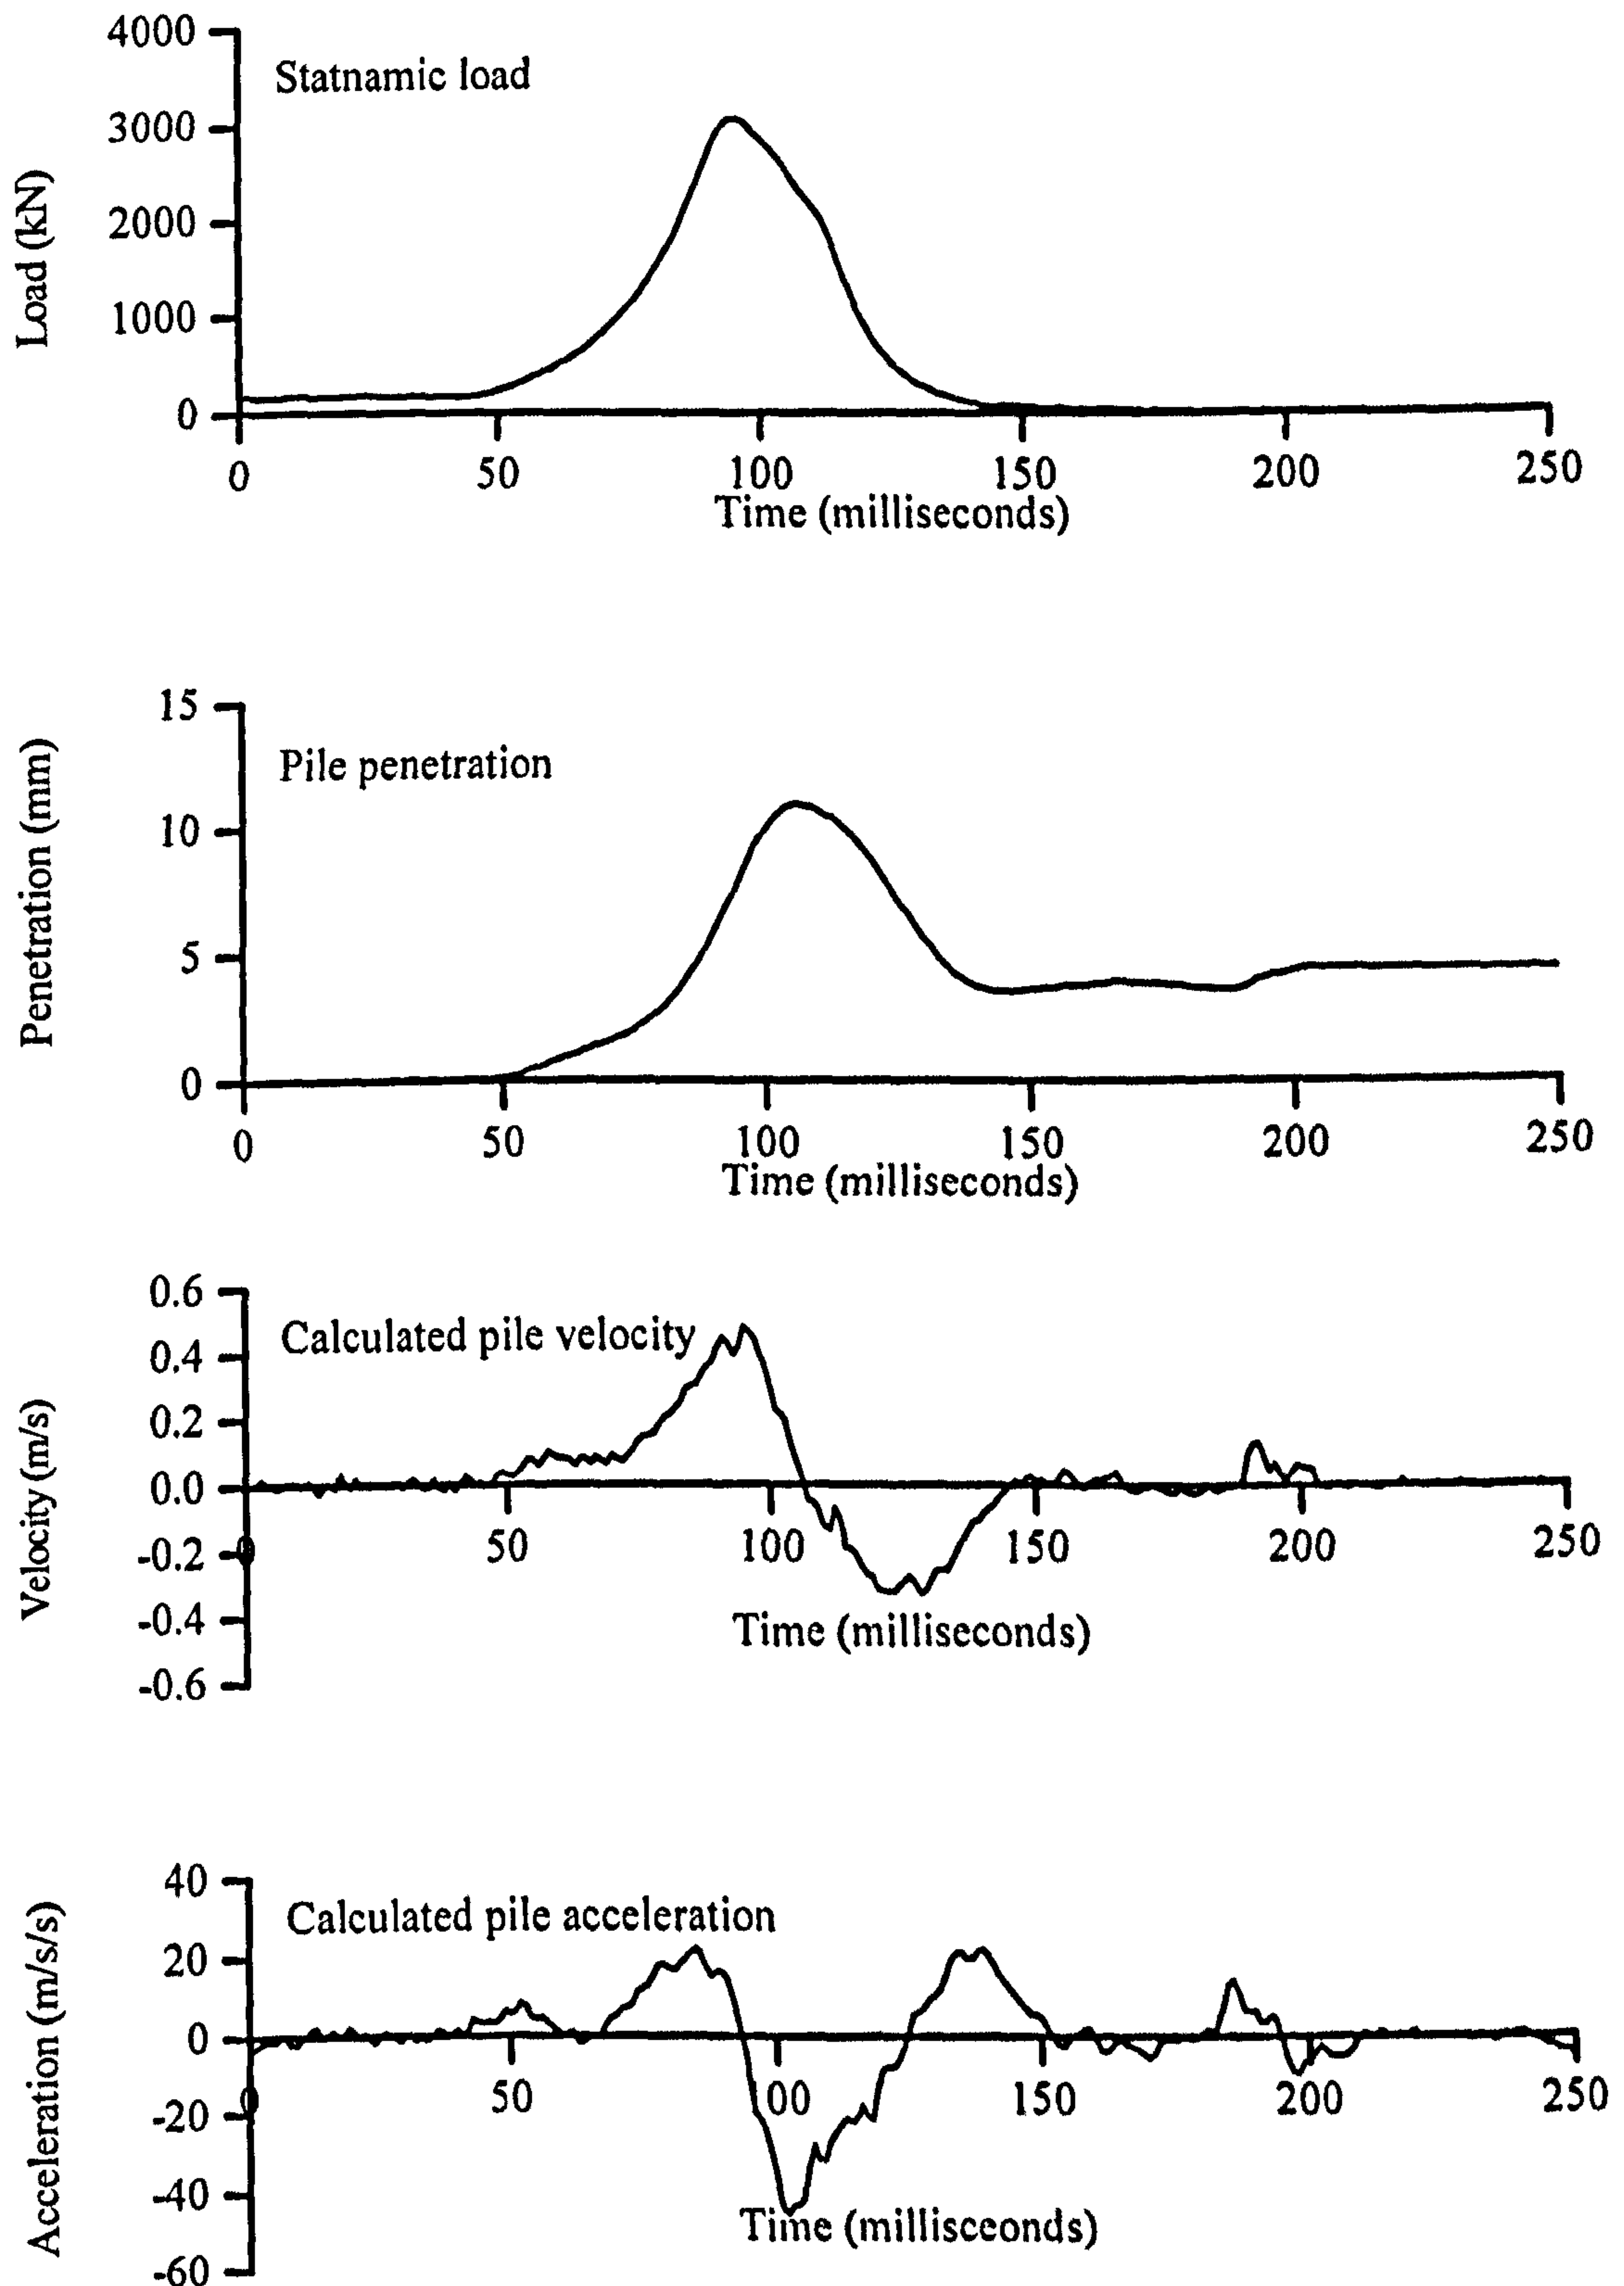 4000
Statnamic load
3000
2000
1000
0
Load (kN)
0 50 100 150 200 250
Time (milliseconds)
15
Pile penetration
10
5
0
Penetration (mm)
0 50 100 150 200 250
Time (milliseconds)
0.6
Calculated pile velocity
0.4
0.2
0.0
-0.2
-0.4
-0.6
Velocity (m/s)
0 50 100 150 200 250
Time (milliseconds)
40
Calculated pile acceleration
20
0
-20
-40
-60
Acceleration (m/s/s)
0 50 100 150 200 250
Time (milliseconds)